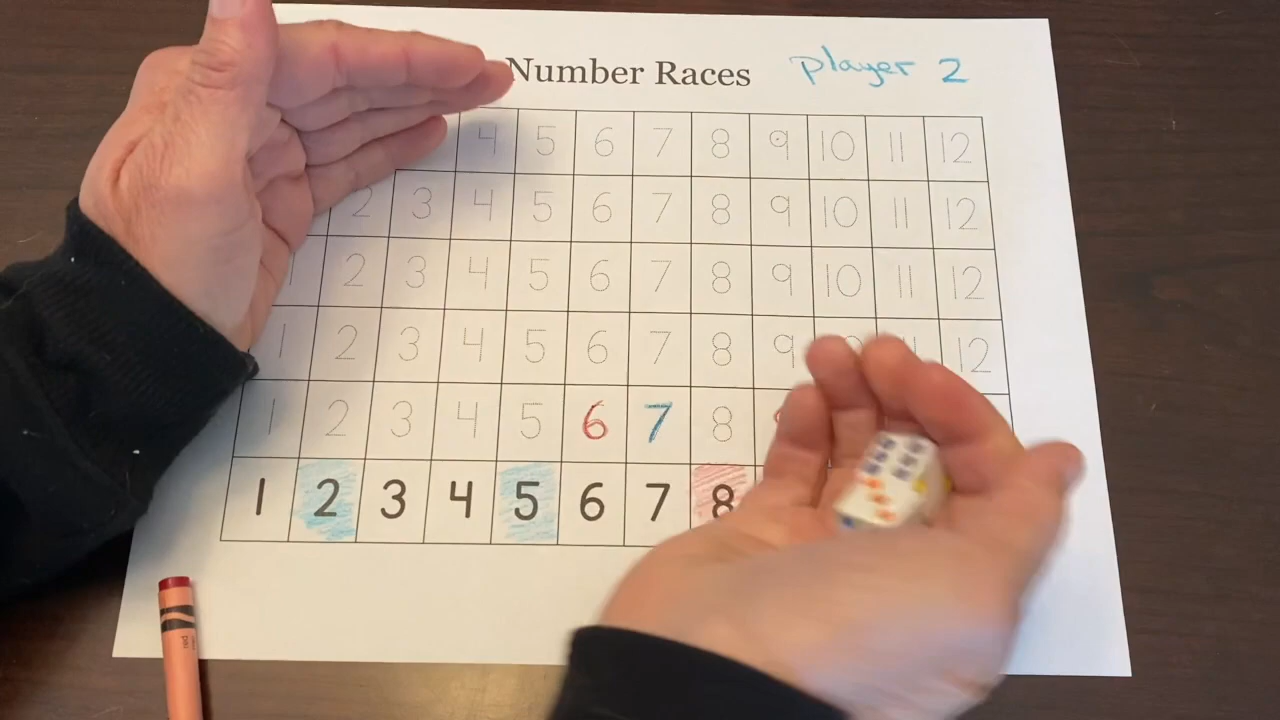 Number Races player 2
4 5 6 7 8 9 10 11 12
2 3 4 5 6 7 8 9 10 11 12
1 2 3 4 5 6 7 8 9 10 11 12
1 2 3 4 5 6 7 8 9 12
1 2 3 4 5 6 7 8
1 2 3 4 5 6 7 8